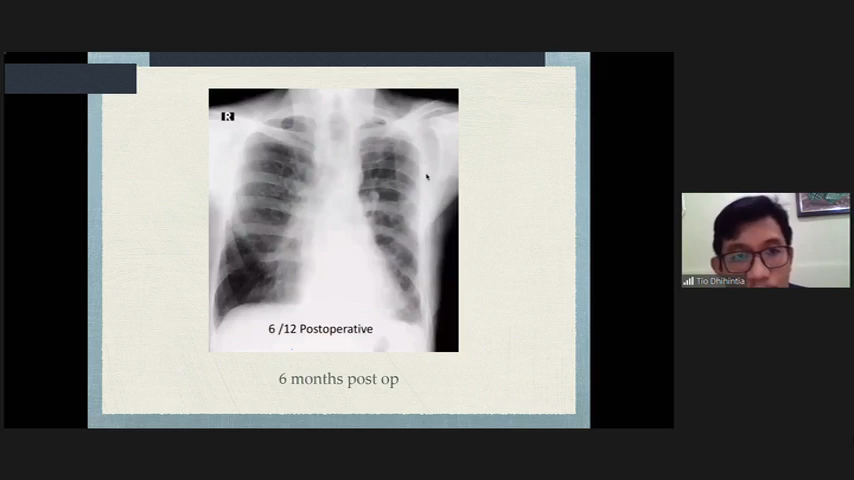 R
6 /12 Postoperative
6 months post op
Tio Dhihintia